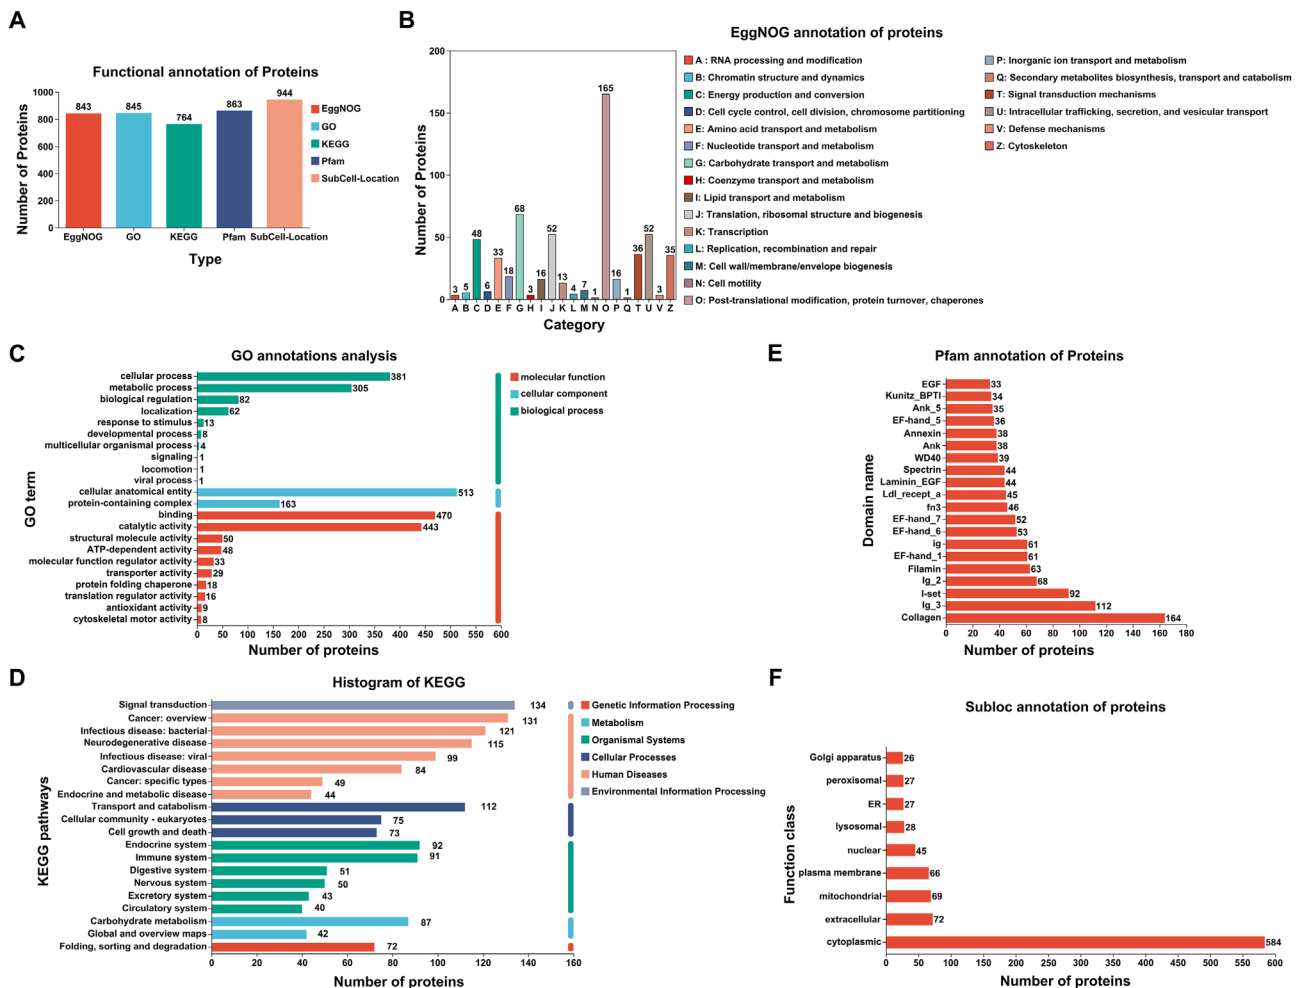 A
Functional annotation of Proteins
Number of Proteins
1000
800
600
400
200
0
843
845
764
863
944
EggNOG
GO
KEGG
Pfam
SubCell-Location
Type
EggNOG
GO
KEGG
Pfam
SubCell-Location
B
EggNOG annotation of proteins
Number of Proteins
200
150
100
50
0
3
5
48
6
33
18
68
3
16
52
13
4
7
1
165
16
1
36
52
3
35
A B C D E F G H I J K L M N O P Q T U V Z
Category
A : RNA processing and modification
B: Chromatin structure and dynamics
C: Energy production and conversion
D: Cell cycle control, cell division, chromosome partitioning
E: Amino acid transport and metabolism
F: Nucleotide transport and metabolism
G: Carbohydrate transport and metabolism
H: Coenzyme transport and metabolism
I: Lipid transport and metabolism
J: Translation, ribosomal structure and biogenesis
K: Transcription
L: Replication, recombination and repair
M: Cell wall/membrane/envelope biogenesis
N: Cell motility
O: Post-translational modification, protein turnover, chaperones
P: Inorganic ion transport and metabolism
Q: Secondary metabolites biosynthesis, transport and catabolism
T: Signal transduction mechanisms
U: Intracellular trafficking, secretion, and vesicular transport
V: Defense mechanisms
Z: Cytoskeleton
C
GO annotations analysis
GO term
cellular process 381
metabolic process 305
biological regulation 82
localization 62
response to stimulus 13
developmental process 8
multicellular organismal process 4
signaling 1
locomotion 1
viral process 1
cellular anatomical entity 513
protein-containing complex 163
binding 470
catalytic activity 443
structural molecule activity 50
ATP-dependent activity 48
molecular function regulator activity 33
transporter activity 29
protein folding chaperone 18
translation regulator activity 16
antioxidant activity 9
cytoskeletal motor activity 8
0 50 100 150 200 250 300 350 400 450 500 600
Number of proteins
molecular function
cellular component
biological process
D
Histogram of KEGG
KEGG pathways
Signal transduction 134
Cancer: overview 131
Infectious disease: bacterial 121
Neurodegenerative disease 115
Infectious disease: viral 99
Cardiovascular disease 84
Cancer: specific types 49
Endocrine and metabolic disease 44
Transport and catabolism 112
Cellular community - eukaryotes 75
Cell growth and death 73
Endocrine system 92
Immune system 91
Digestive system 51
Nervous system 50
Excretory system 43
Circulatory system 40
Carbohydrate metabolism 87
Global and overview maps 42
Folding, sorting and degradation 72
0 20 40 60 80 100 120 140 160
Number of proteins
Genetic Information Processing
Metabolism
Organismal Systems
Cellular Processes
Human Diseases
Environmental Information Processing
E
Pfam annotation of Proteins
Domain name
EGF 33
Kunitz_BPTI 34
Ank_5 35
EF-hand_5 36
Annexin 38
Ank 38
WD40 39
Spectrin 44
Laminin_EGF 44
Ldl_recept_a 45
fn3 46
EF-hand_7 52
EF-hand_6 53
ig 61
EF-hand_1 61
Filamin 63
Ig_2 68
I-set 92
Ig_3 112
Collagen 164
0 20 40 60 80 100 120 140 160 180
Number of proteins
F
Subloc annotation of proteins
Function class
Golgi apparatus 26
peroxisomal 27
ER 27
lysosomal 28
nuclear 45
plasma membrane 66
mitochondrial 69
extracellular 72
cytoplasmic 584
0 50 100 150 200 250 300 350 400 450 500 550 600
Number of proteins